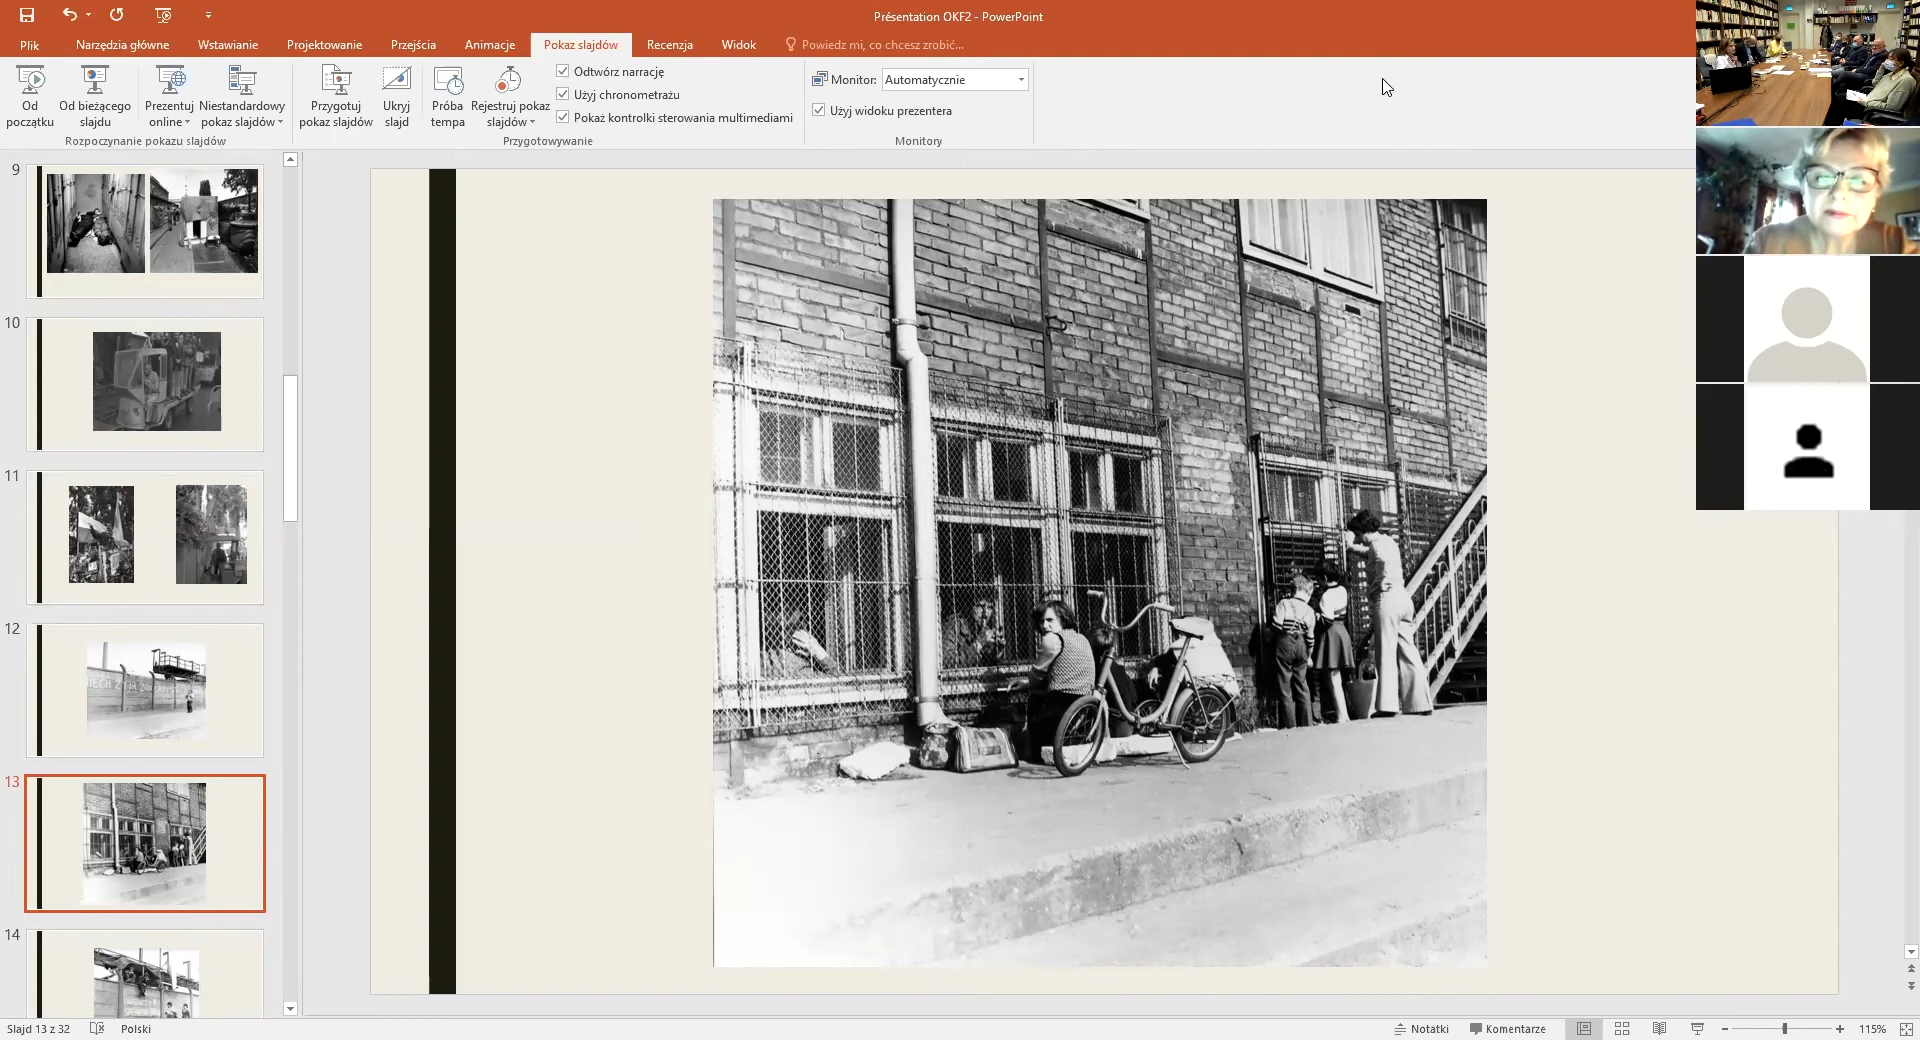 Présentation OKF2 - PowerPoint
Plik Narzędzia główne Wstawianie Projektowanie Przejścia Animacje Pokaz slajdów Recenzja Widok Powiedz mi, co chcesz zrobić...
Od początku
Od bieżącego slajdu
Prezentuj online
Niestandardowy pokaz slajdów
Rozpoczynanie pokazu slajdów
Przygotuj pokaz slajdów
Ukryj slajd
Próba tempa
Rejestruj pokaz slajdów
Odtwórz narrację
Użyj chronometrażu
Pokaż kontrolki sterowania multimediami
Przygotowywanie
Monitor: Automatycznie
Użyj widoku prezentera
Monitory
9
10
11
12
13
14
Slajd 13 z 32 Polski
Notatki Komentarze 115%